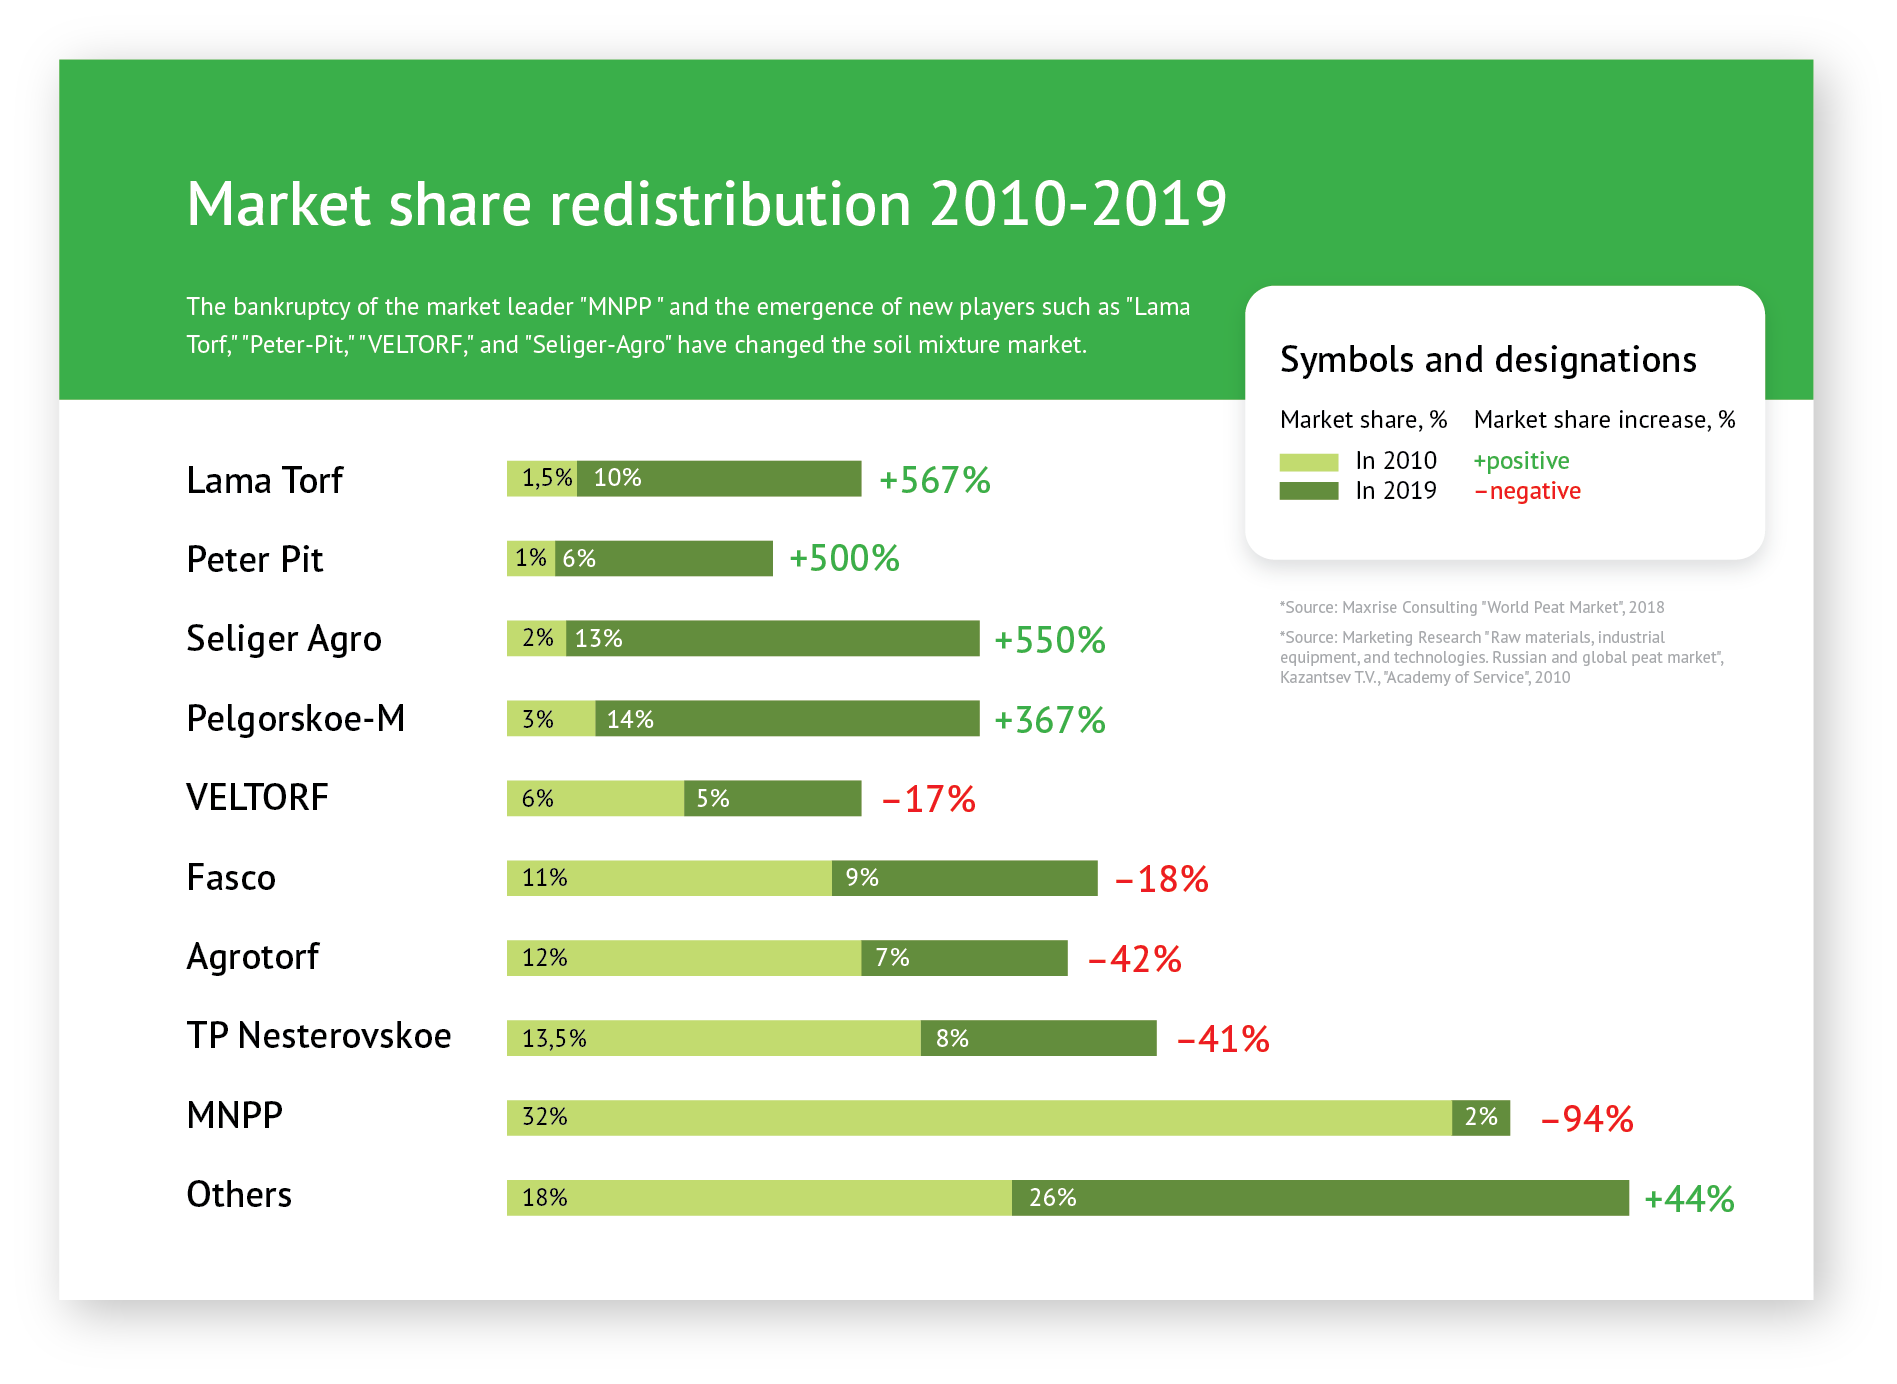 Market share redistribution 2010-2019
The bankruptcy of the market leader "MNPP " and the emergence of new players such as "Lama
Torf," "Peter-Pit," "VELTORF," and "Seliger-Agro" have changed the soil mixture market.
Symbols and designations
Market share, % Market share increase, %
In 2010 +positive
In 2019 –negative
*Source: Maxrise Consulting "World Peat Market", 2018
*Source: Marketing Research "Raw materials, industrial
equipment, and technologies. Russian and global peat market",
Kazantsev T.V., "Academy of Service", 2010
Lama Torf 1,5% 10% +567%
Peter Pit 1% 6% +500%
Seliger Agro 2% 13% +550%
Pelgorskoe-M 3% 14% +367%
VELTORF 6% 5% –17%
Fasco 11% 9% –18%
Agrotorf 12% 7% –42%
TP Nesterovskoe 13,5% 8% –41%
MNPP 32% 2% –94%
Others 18% 26% +44%